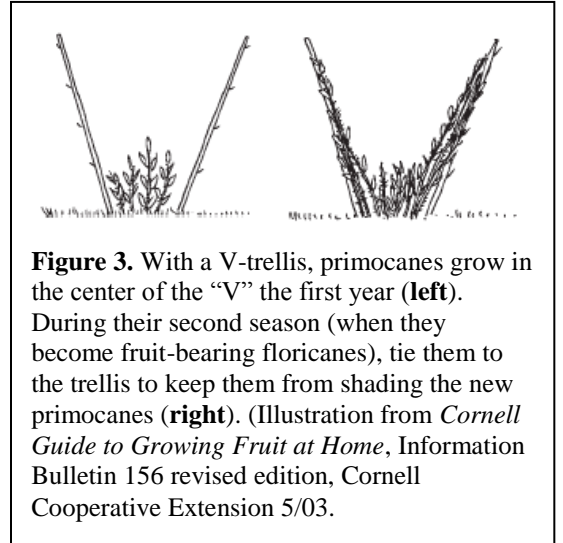 Figure 3. With a V-trellis, primocanes grow in
the center of the “V” the first year (left).
During their second season (when they
become fruit-bearing floricanes), tie them to
the trellis to keep them from shading the new
primocanes (right). (Illustration from Cornell
Guide to Growing Fruit at Home, Information
Bulletin 156 revised edition, Cornell
Cooperative Extension 5/03.